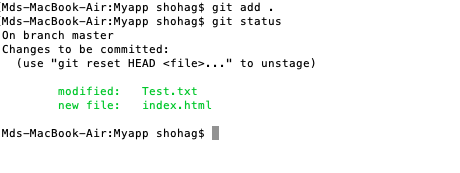 Mds-MacBook-Air:Myapp shohag$ git add .
Mds-MacBook-Air:Myapp shohag$ git status
On branch master
Changes to be committed:
  (use "git reset HEAD <file>..." to unstage)

        modified:   Test.txt
        new file:   index.html

Mds-MacBook-Air:Myapp shohag$